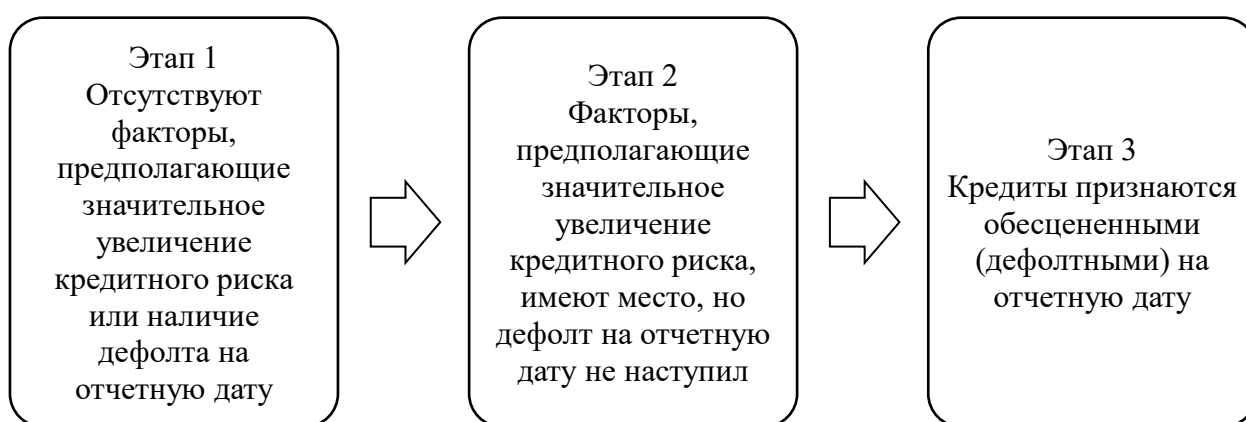 Этап 1
Отсутствуют
факторы,
предполагающие
значительное
увеличение
кредитного риска
или наличие
дефолта на
отчетную дату
Этап 2
Факторы,
предполагающие
значительное
увеличение
кредитного риска,
имеют место, но
дефолт на отчетную
дату не наступил
Этап 3
Кредиты признаются
обесцененными
(дефолтными) на
отчетную дату